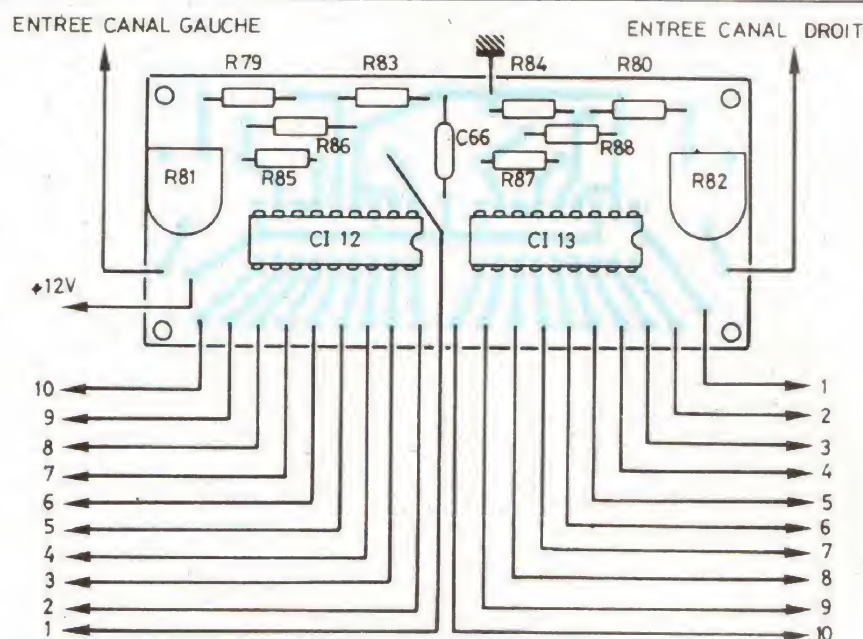 ENTREE CANAL GAUCHE
ENTREE CANAL DROIT
R79
R83
R84
R80
R86
C66
R88
R81
R85
R87
R82
CI 12
CI 13
+12V
10
9
8
7
6
5
4
3
2
1
1
2
3
4
5
6
7
8
9
10